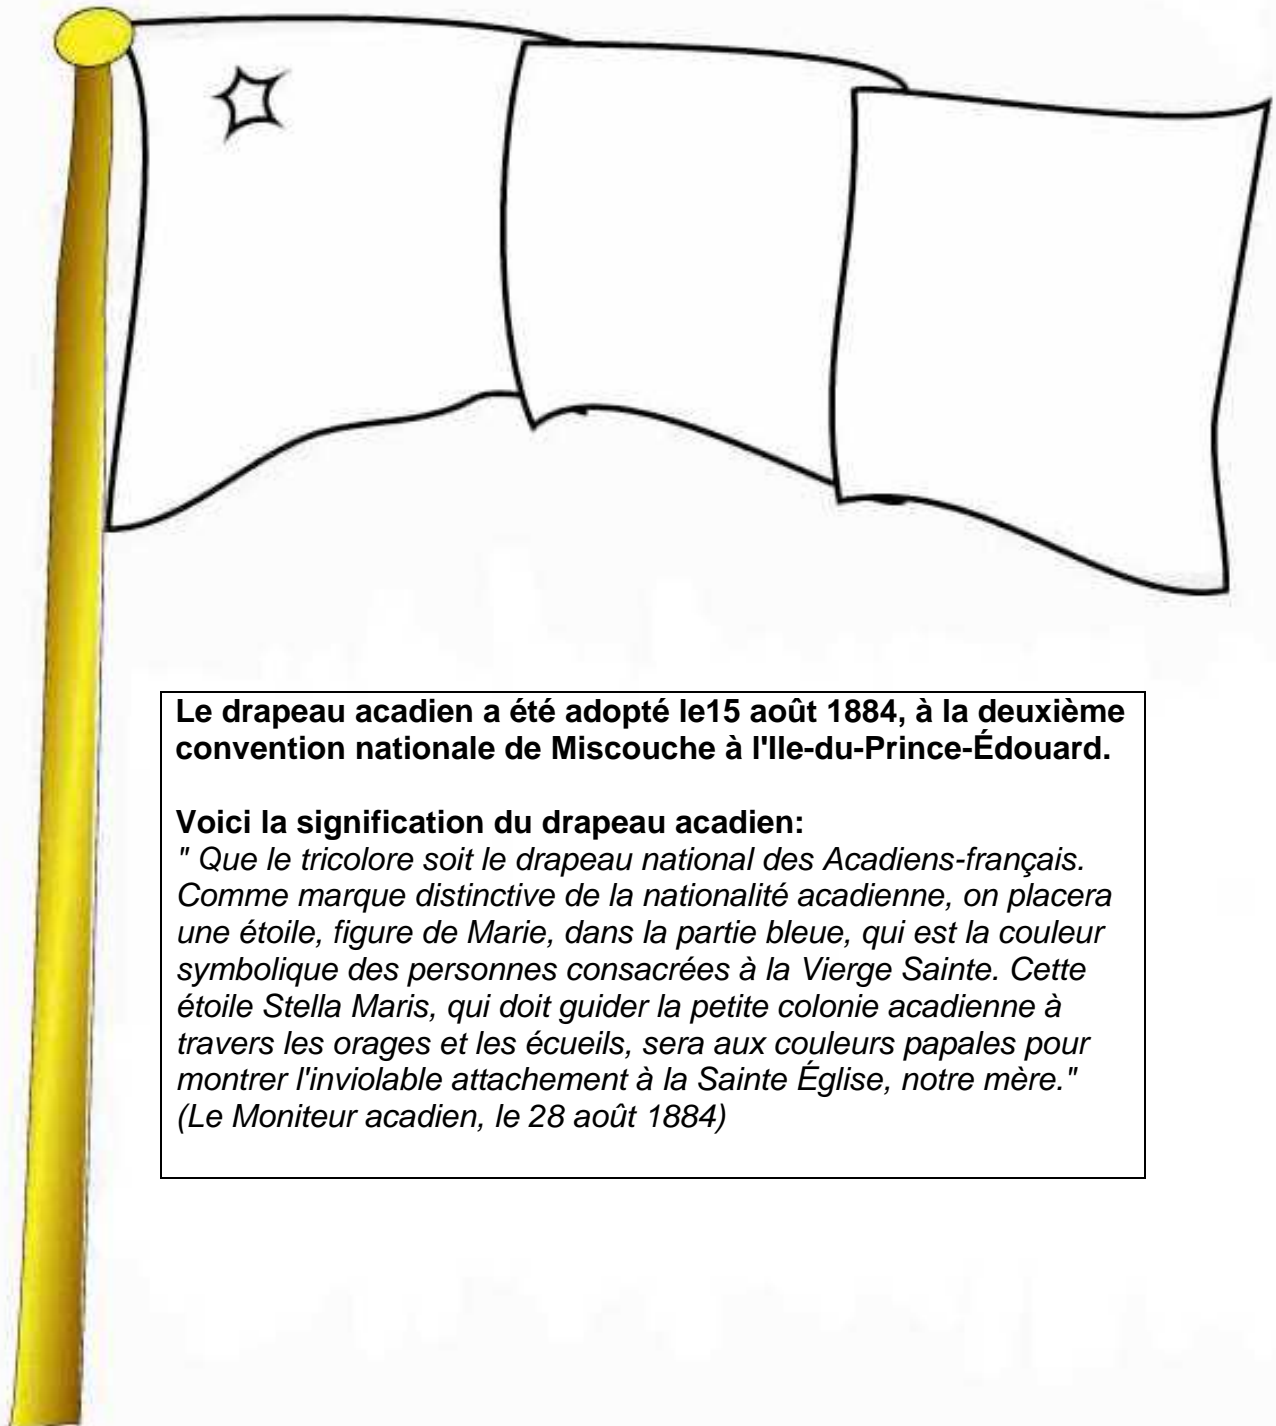 Le drapeau acadien a été adopté le15 août 1884, à la deuxième
convention nationale de Miscouche à l'Ile-du-Prince-Édouard.
Voici la signification du drapeau acadien:
" Que le tricolore soit le drapeau national des Acadiens-français.
Comme marque distinctive de la nationalité acadienne, on placera
une étoile, figure de Marie, dans la partie bleue, qui est la couleur
symbolique des personnes consacrées à la Vierge Sainte. Cette
étoile Stella Maris, qui doit guider la petite colonie acadienne à
travers les orages et les écueils, sera aux couleurs papales pour
montrer l'inviolable attachement à la Sainte Église, notre mère."
(Le Moniteur acadien, le 28 août 1884)